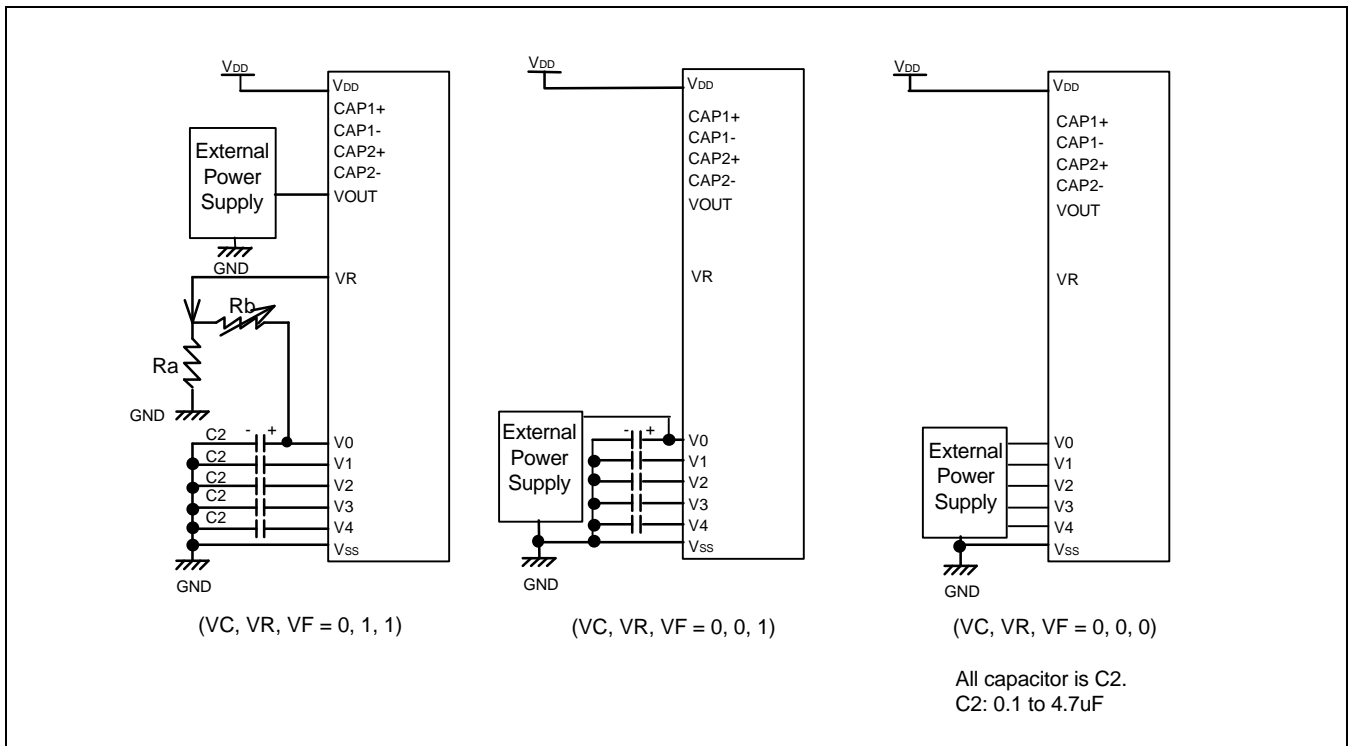 VDD
VDD
CAP1+
CAP1-
CAP2+
CAP2-
VOUT
External
Power
Supply
GND
VR
Rb
Ra
GND
C2 - + V0
C2 V1
C2 V2
C2 V3
C2 V4
VSS
GND
(VC, VR, VF = 0, 1, 1)
VDD
VDD
CAP1+
CAP1-
CAP2+
CAP2-
VOUT
VR
External
Power
Supply
- + V0
V1
V2
V3
V4
VSS
GND
(VC, VR, VF = 0, 0, 1)
VDD
VDD
CAP1+
CAP1-
CAP2+
CAP2-
VOUT
VR
External
Power
Supply
V0
V1
V2
V3
V4
VSS
GND
(VC, VR, VF = 0, 0, 0)
All capacitor is C2.
C2: 0.1 to 4.7uF